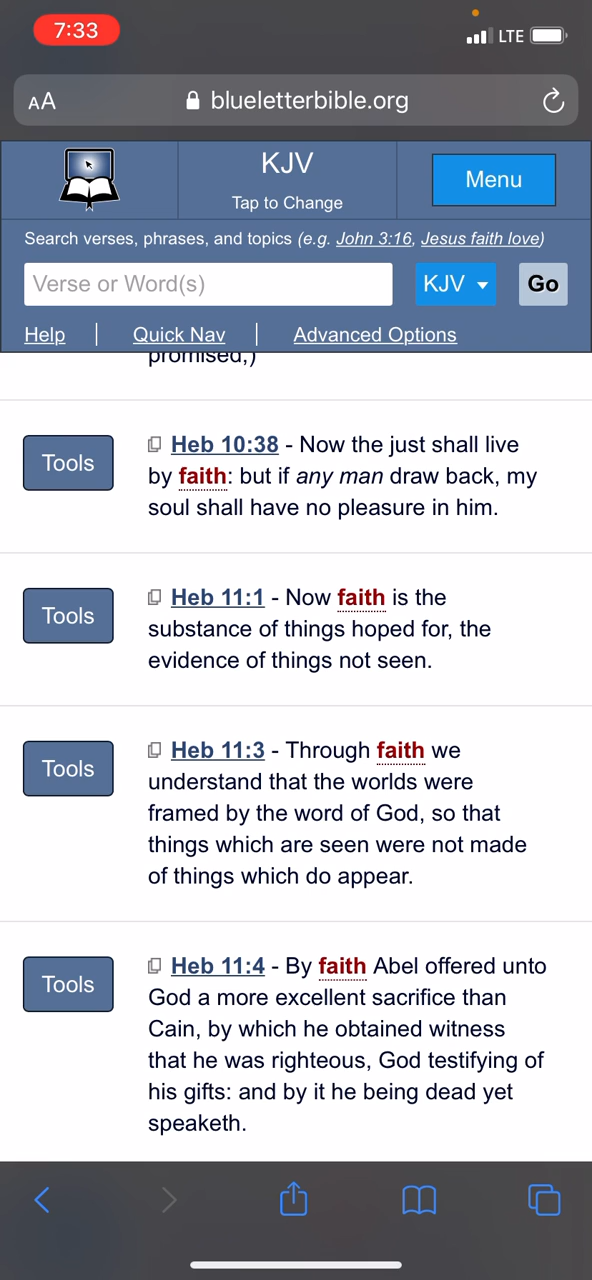 7:33
LTE
AA blueletterbible.org
KJV
Tap to Change
Menu
Search verses, phrases, and topics (e.g. John 3:16, Jesus faith love)
Verse or Word(s)
KJV
Go
Help | Quick Nav | Advanced Options
promised;)
Tools
Heb 10:38 - Now the just shall live
by faith: but if any man draw back, my
soul shall have no pleasure in him.
Tools
Heb 11:1 - Now faith is the
substance of things hoped for, the
evidence of things not seen.
Tools
Heb 11:3 - Through faith we
understand that the worlds were
framed by the word of God, so that
things which are seen were not made
of things which do appear.
Tools
Heb 11:4 - By faith Abel offered unto
God a more excellent sacrifice than
Cain, by which he obtained witness
that he was righteous, God testifying of
his gifts: and by it he being dead yet
speaketh.